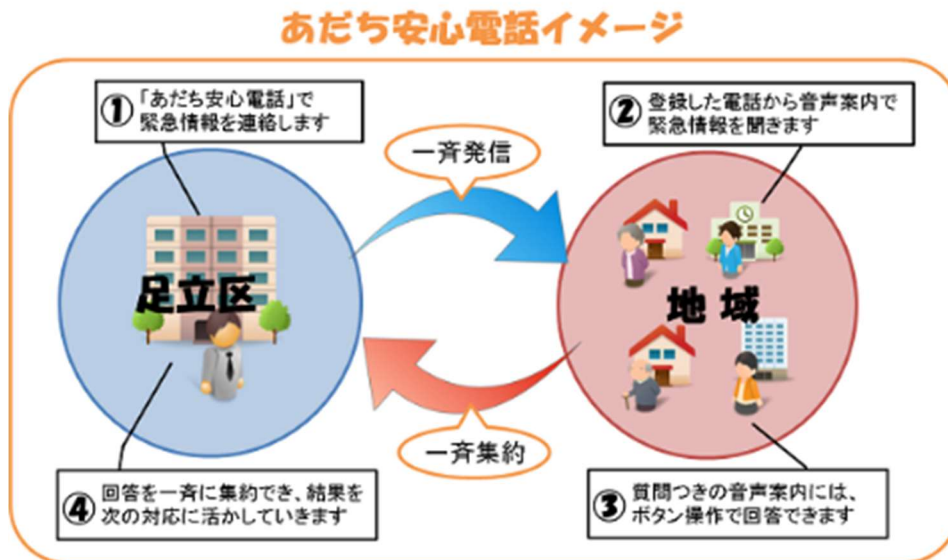 あだち安心電話イメージ
①「あだち安心電話」で
緊急情報を連絡します
一斉発信
②登録した電話から音声案内で
緊急情報を聞きます
足立区
地域
一斉集約
④回答を一斉に集約でき、結果を
次の対応に活かしていきます
③質問つきの音声案内には、
ボタン操作で回答できます